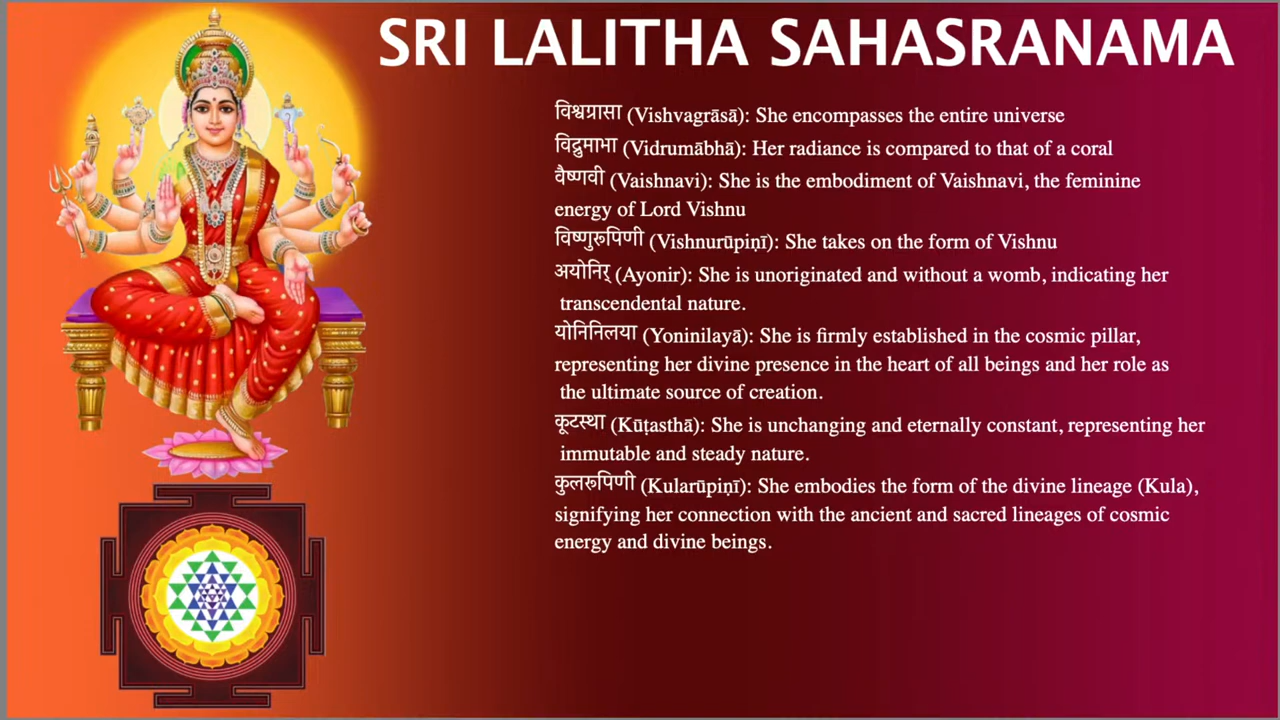 SRI LALITHA SAHASRANAMA
विश्वग्रासा (Vishvagrāsā): She encompasses the entire universe
विद्रुमाभा (Vidrumābhā): Her radiance is compared to that of a coral
वैष्णवी (Vaishnavi): She is the embodiment of Vaishnavi, the feminine
energy of Lord Vishnu
विष्णुरूपिणी (Vishnurūpiṇī): She takes on the form of Vishnu
अयोनिर् (Ayonir): She is unoriginated and without a womb, indicating her
transcendental nature.
योनिनिलया (Yoninilayā): She is firmly established in the cosmic pillar,
representing her divine presence in the heart of all beings and her role as
the ultimate source of creation.
कूटस्था (Kūṭasthā): She is unchanging and eternally constant, representing her
immutable and steady nature.
कुलरूपिणी (Kularūpiṇī): She embodies the form of the divine lineage (Kula),
signifying her connection with the ancient and sacred lineages of cosmic
energy and divine beings.